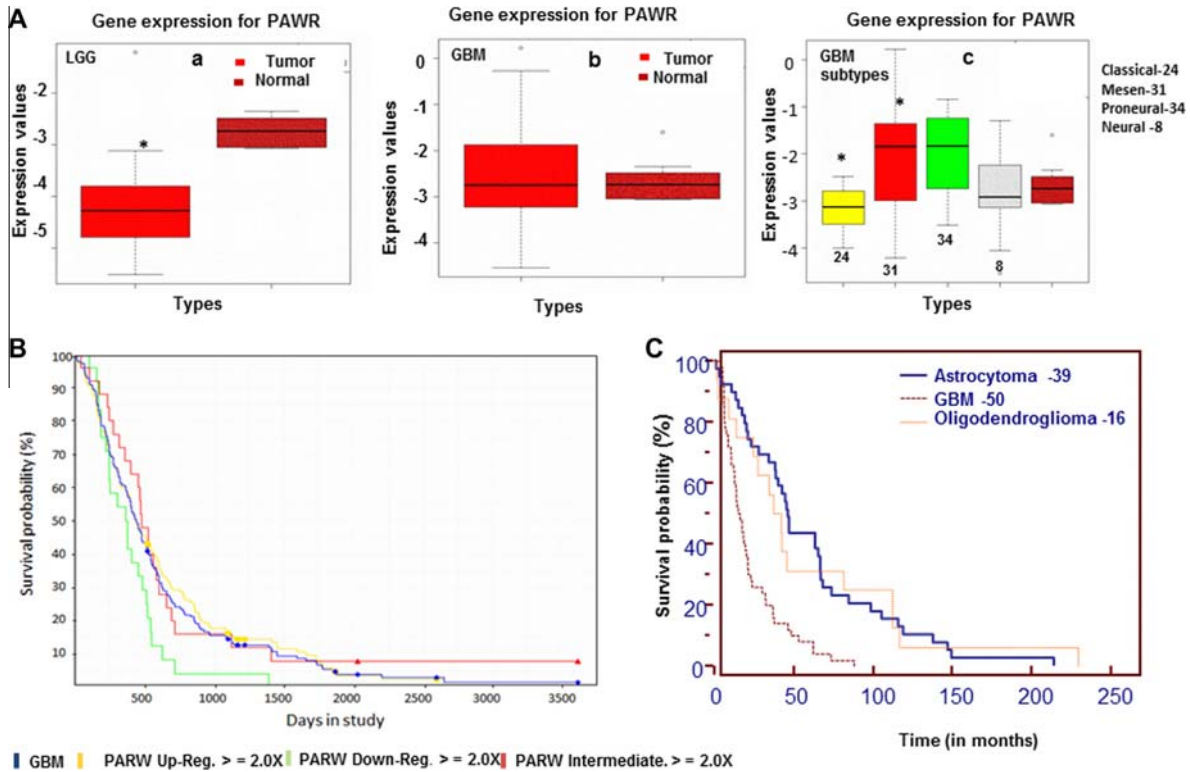 A
Gene expression for PAWR
LGG
a
Tumor
Normal
Expression values
-2
-3
-4
-5
Types
Gene expression for PAWR
GBM
b
Tumor
Normal
Expression values
0
-1
-2
-3
-4
Types
Gene expression for PAWR
GBM
subtypes
c
Expression values
0
-1
-2
-3
-4
*
*
*
24
31
34
8
Types
Classical-24
Mesen-31
Proneural-34
Neural -8
B
Survival probability (%)
100
90
80
70
60
50
40
30
20
10
500
1000
1500
2000
2500
3000
3500
Days in study
GBM
PARW Up-Reg. > = 2.0X
PARW Down-Reg. > = 2.0X
PARW Intermediate. > = 2.0X
C
Survival probability (%)
100
80
60
40
20
0
Astrocytoma -39
GBM -50
Oligodendroglioma -16
0
50
100
150
200
250
Time (in months)